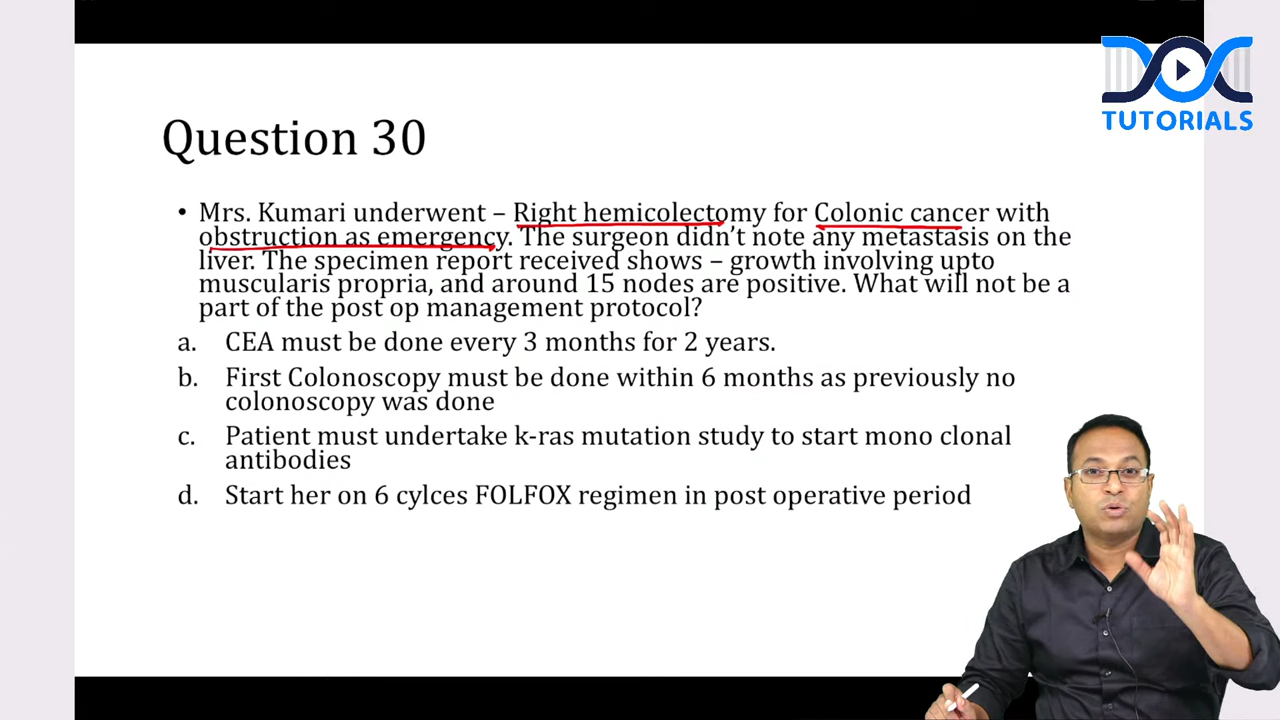 DOC
TUTORIALS
Question 30
• Mrs. Kumari underwent – Right hemicolectomy for Colonic cancer with
obstruction as emergency. The surgeon didn’t note any metastasis on the
liver. The specimen report received shows – growth involving upto
muscularis propria, and around 15 nodes are positive. What will not be a
part of the post op management protocol?
a. CEA must be done every 3 months for 2 years.
b. First Colonoscopy must be done within 6 months as previously no
colonoscopy was done
c. Patient must undertake k-ras mutation study to start mono clonal
antibodies
d. Start her on 6 cylces FOLFOX regimen in post operative period